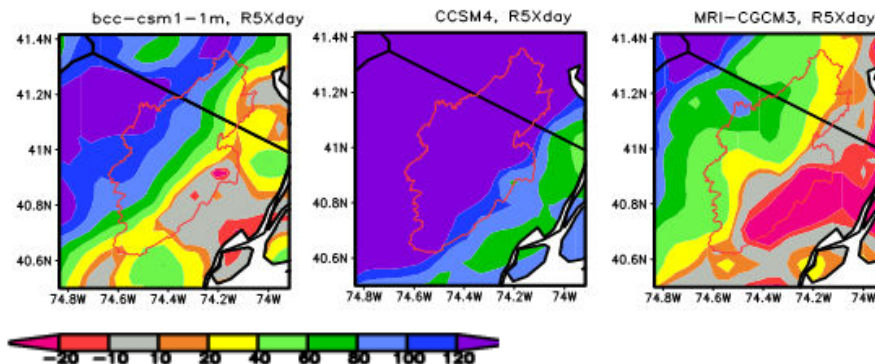 bcc-csm1-1m, R5Xday
CCSM4, R5Xday
MRI-CGCM3, R5Xday
41.4N
41.2N
41N
40.8N
40.6N
74.8W 74.6W 74.4W 74.2W 74W
41.4N
41.2N
41N
40.8N
40.6N
74.8W 74.6W 74.4W 74.2W 74W
41.4N
41.2N
41N
40.8N
40.6N
74.8W 74.6W 74.4W 74.2W 74W
-20 -10 10 20 40 60 80 100 120